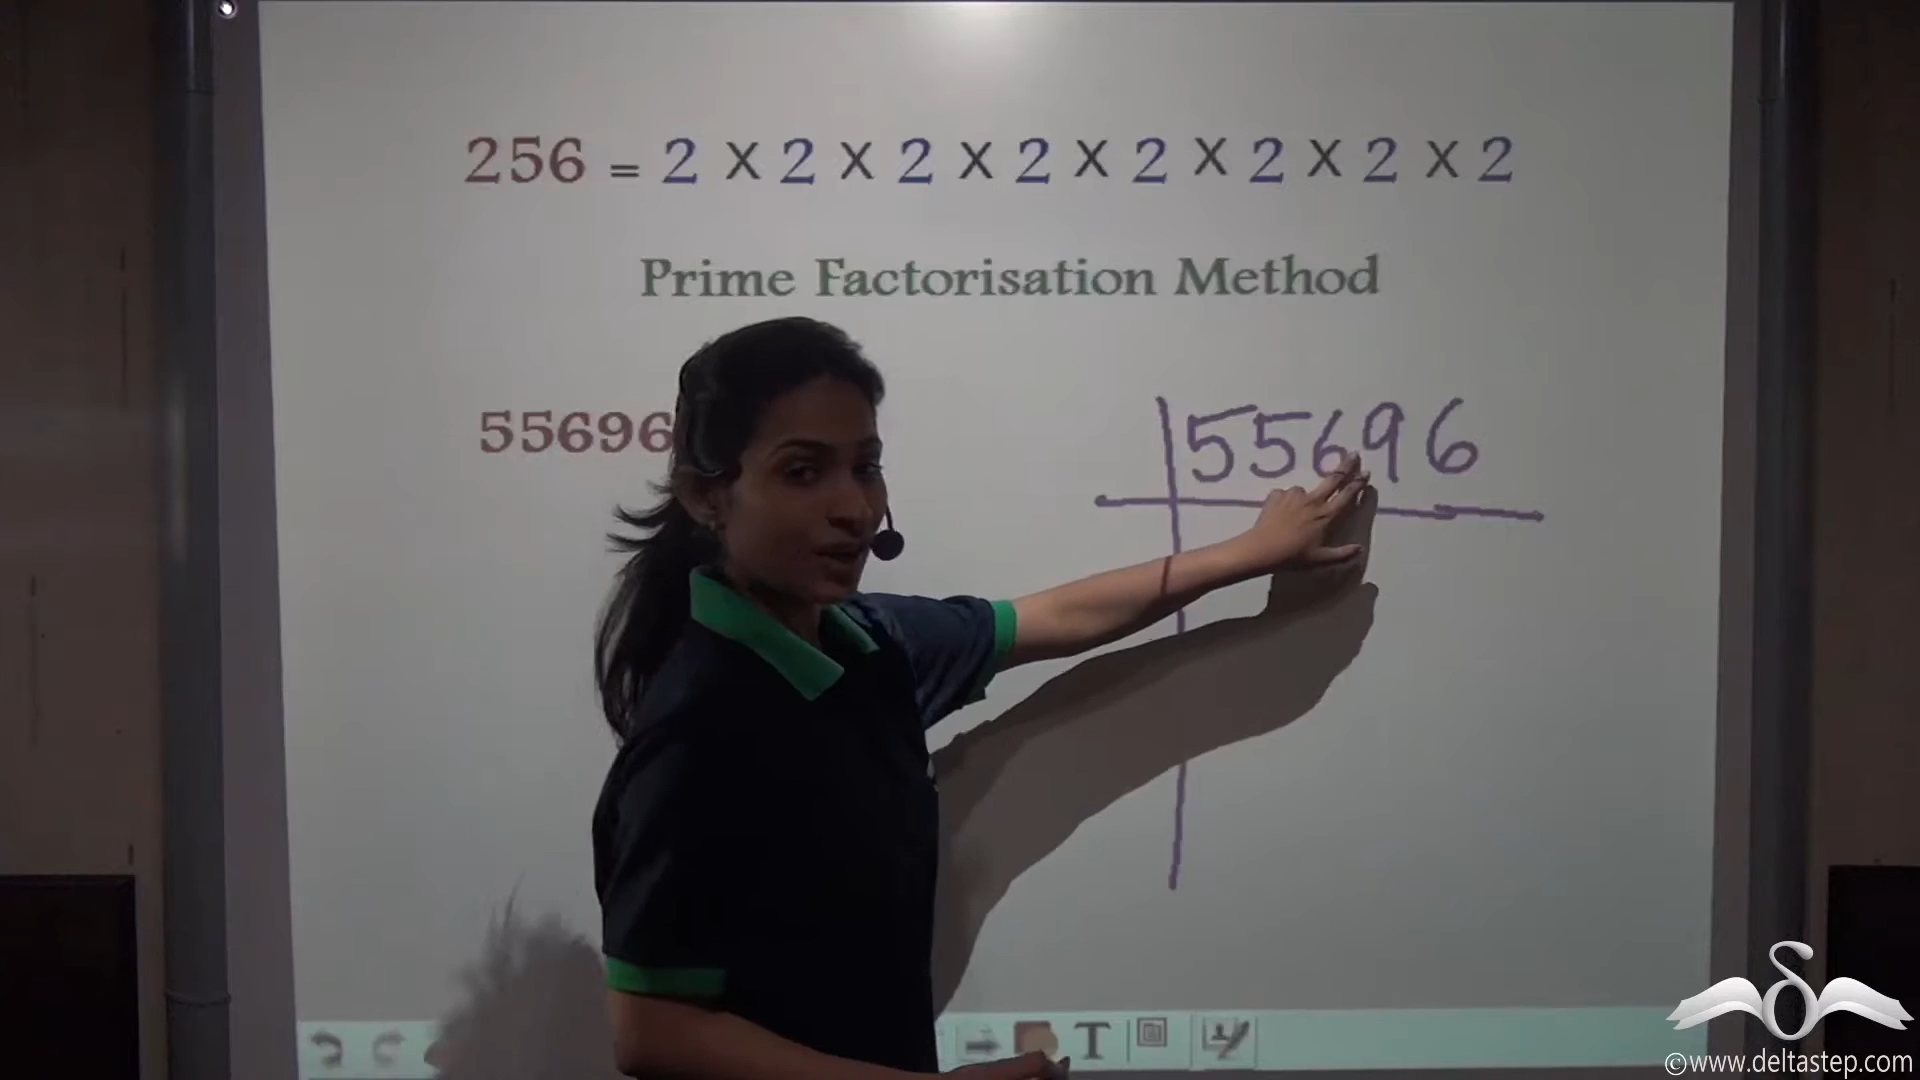 256 = 2 X 2 X 2 X 2 X 2 X 2 X 2 X 2
Prime Factorisation Method
55696
55696
T
©www.deltastep.com